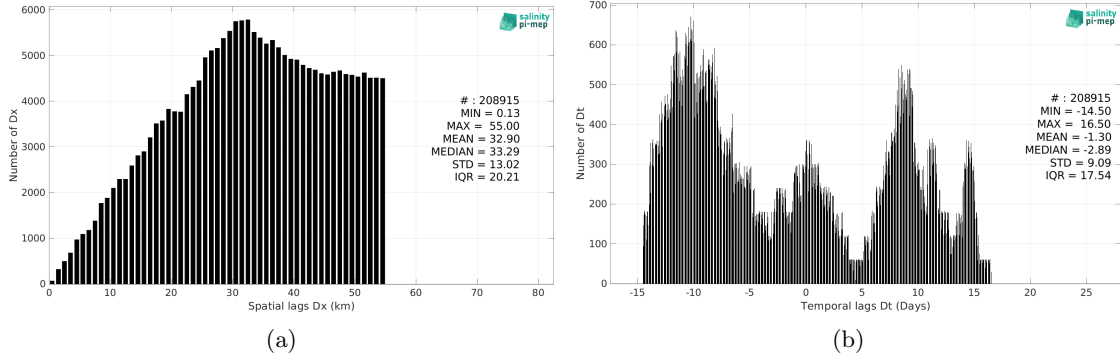 6000
5000
4000
3000
2000
1000
0
Number of Dx
0 10 20 30 40 50 60 70 80
Spatial lags Dx (km)
salinity
pi-mep
# : 208915
MIN = 0.13
MAX = 55.00
MEAN = 32.90
MEDIAN = 33.29
STD = 13.02
IQR = 20.21
(a)
700
600
500
400
300
200
100
0
Number of Dt
-15 -10 -5 0 5 10 15 20 25
Temporal lags Dt (Days)
salinity
pi-mep
# : 208915
MIN = -14.50
MAX = 16.50
MEAN = -1.30
MEDIAN = -2.89
STD = 9.09
IQR = 17.54
(b)